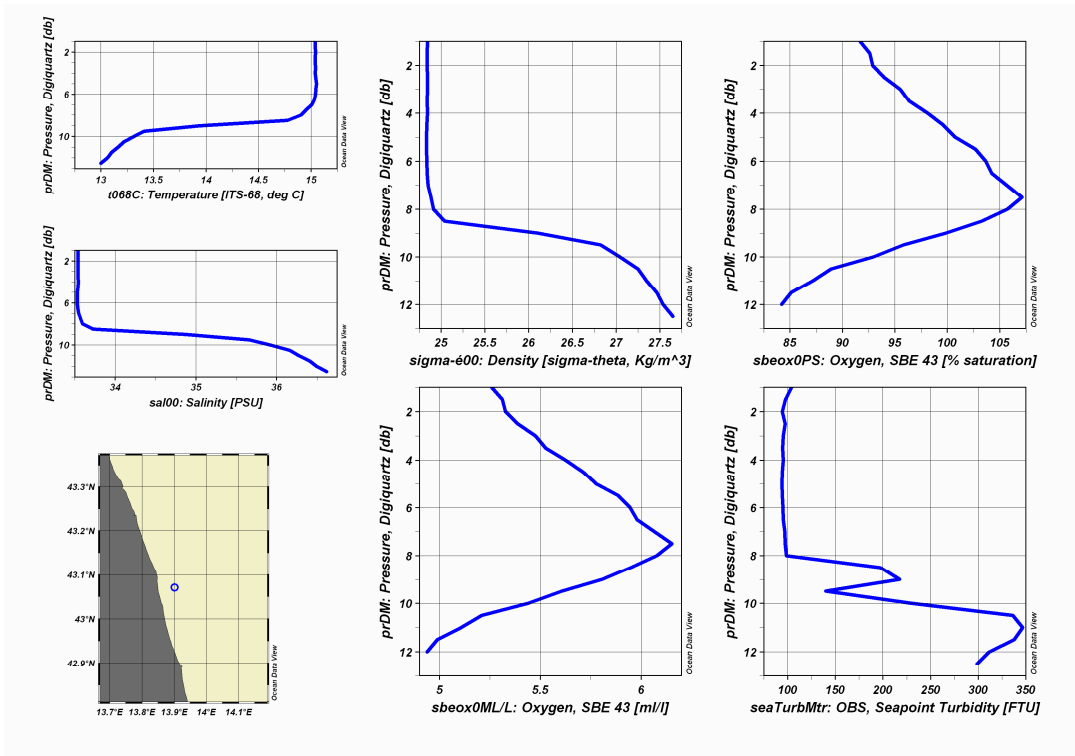 prDM: Pressure, Digiquartz [db]
2
6
10
13
13.5
14
14.5
15
t068C: Temperature [ITS-68, deg C]
Ocean Data View
prDM: Pressure, Digiquartz [db]
2
6
10
34
35
36
sal00: Salinity [PSU]
Ocean Data View
43.3°N
43.2°N
43.1°N
43°N
42.9°N
13.7°E
13.8°E
13.9°E
14°E
14.1°E
Ocean Data View
prDM: Pressure, Digiquartz [db]
2
4
6
8
10
12
25
25.5
26
26.5
27
27.5
sigma-é00: Density [sigma-theta, Kg/m^3]
Ocean Data View
prDM: Pressure, Digiquartz [db]
2
4
6
8
10
12
85
90
95
100
105
sbeox0PS: Oxygen, SBE 43 [% saturation]
Ocean Data View
prDM: Pressure, Digiquartz [db]
2
4
6
8
10
12
5
5.5
6
sbeox0ML/L: Oxygen, SBE 43 [ml/l]
Ocean Data View
prDM: Pressure, Digiquartz [db]
2
4
6
8
10
12
100
150
200
250
300
350
seaTurbMtr: OBS, Seapoint Turbidity [FTU]
Ocean Data View